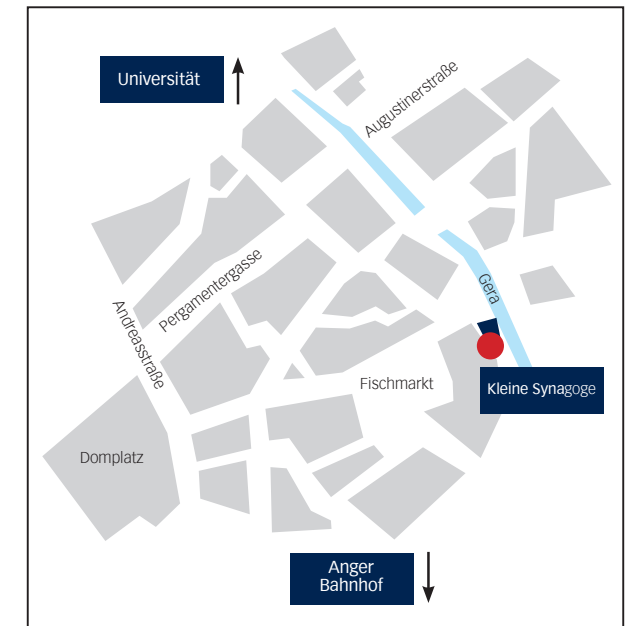 Universität
Augustinerstraße
Pergamentergasse
Gera
Andreasstraße
Fischmarkt
Kleine Synagoge
Domplatz
Anger
Bahnhof